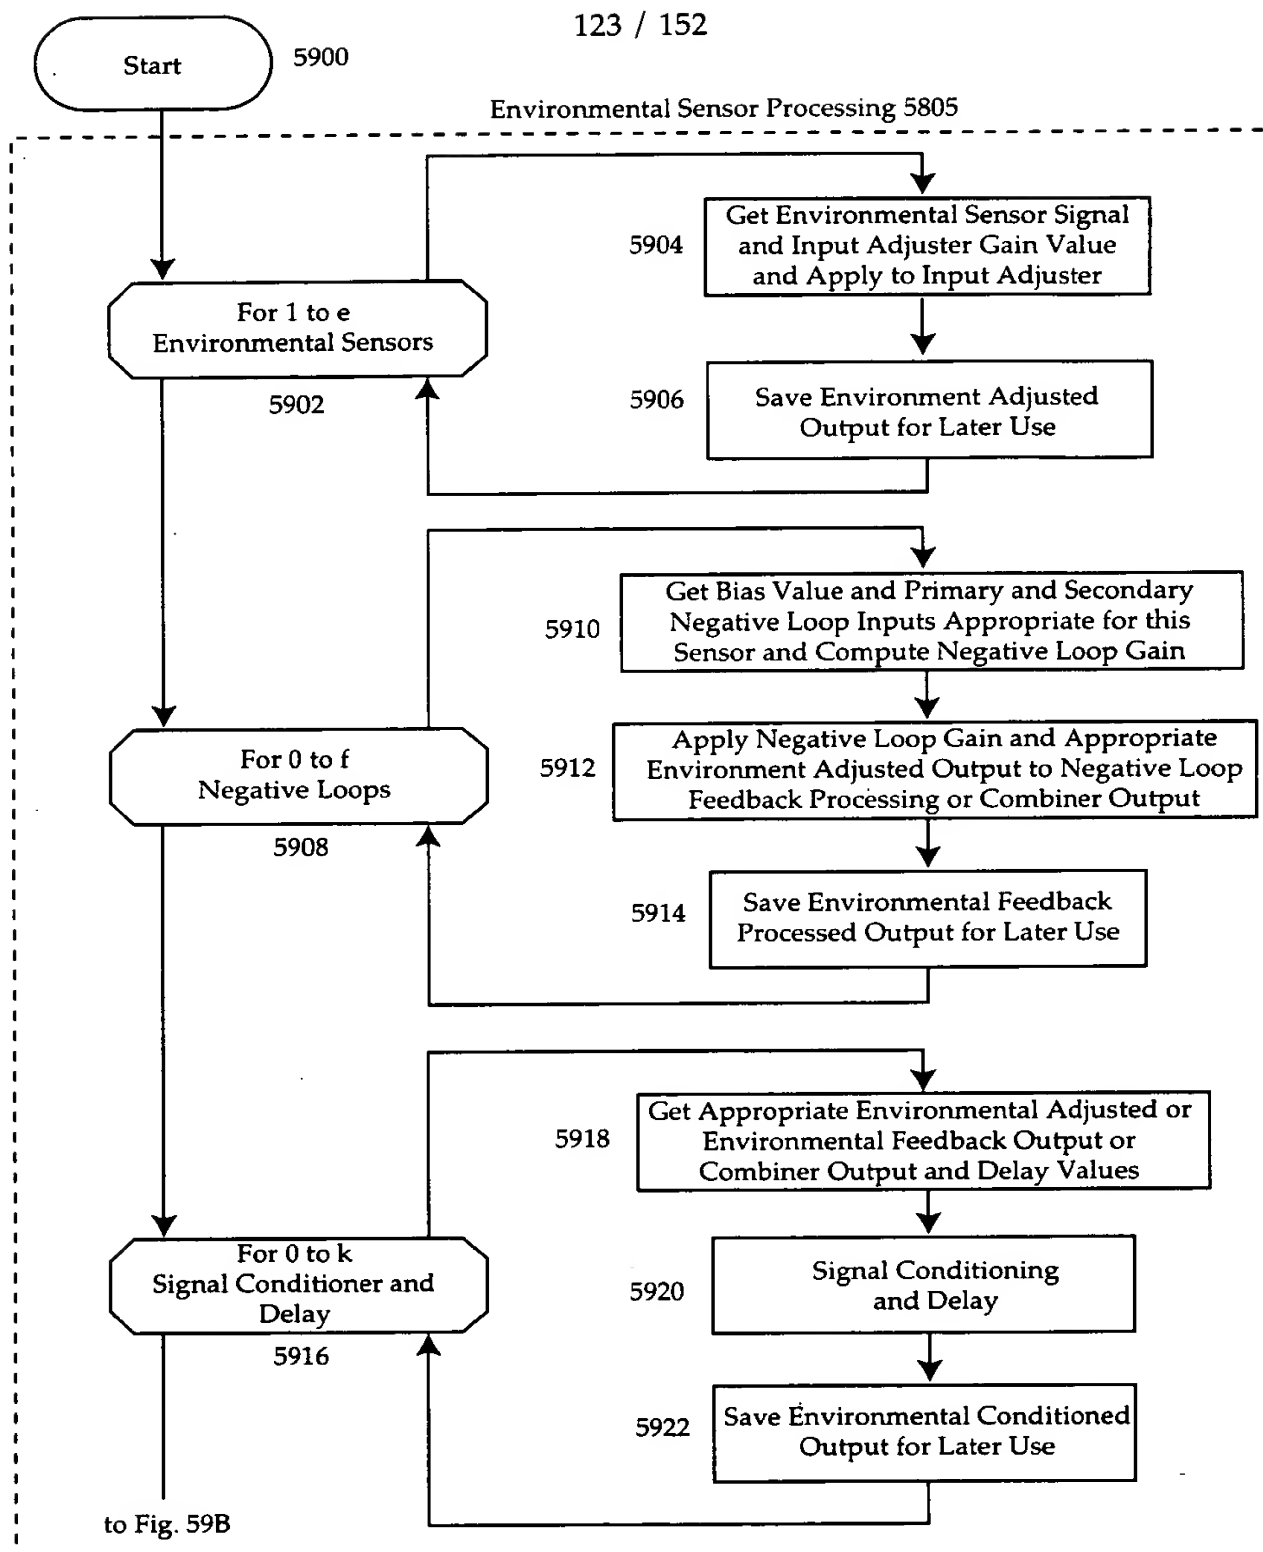 123 / 152
Start
5900
Environmental Sensor Processing 5805
Get Environmental Sensor Signal
and Input Adjuster Gain Value
and Apply to Input Adjuster
5904
For 1 to e
Environmental Sensors
5902
5906
Save Environment Adjusted
Output for Later Use
Get Bias Value and Primary and Secondary
Negative Loop Inputs Appropriate for this
Sensor and Compute Negative Loop Gain
5910
For 0 to f
Negative Loops
5908
5912
Apply Negative Loop Gain and Appropriate
Environment Adjusted Output to Negative Loop
Feedback Processing or Combiner Output
5914
Save Environmental Feedback
Processed Output for Later Use
5918
Get Appropriate Environmental Adjusted or
Environmental Feedback Output or
Combiner Output and Delay Values
For 0 to k
Signal Conditioner and
Delay
5916
5920
Signal Conditioning
and Delay
5922
Save Environmental Conditioned
Output for Later Use
to Fig. 59B